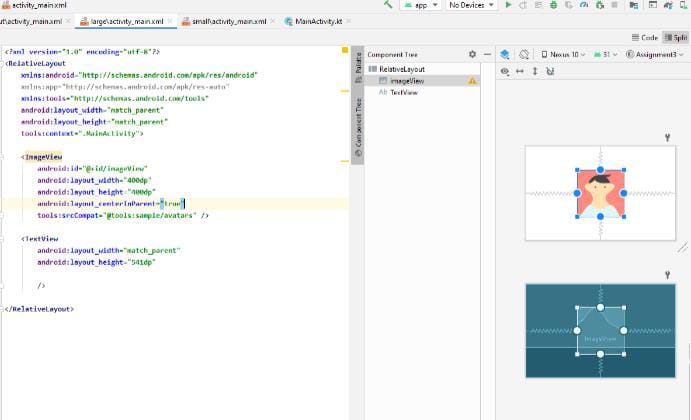 activity_main.xml
app
No Devices
ut\activity_main.xml
large\activity_main.xml
small\activity_main.xml
MainActivity.kt
Code
Split
<?xml version="1.0" encoding="utf-8"?>
<RelativeLayout
xmlns:android="http://schemas.android.com/apk/res/android"
xmlns:app="http://schemas.android.com/apk/res-auto"
xmlns:tools="http://schemas.android.com/tools"
android:layout_width="match_parent"
android:layout_height="match_parent"
tools:context=".MainActivity">
<ImageView
android:id="@+id/imageView"
android:layout_width="400dp"
android:layout_height="400dp"
android:layout_centerInParent="true"
tools:srcCompat="@tools:sample/avatars" />
<TextView
android:layout_width="match_parent"
android:layout_height="541dp"
/>
</RelativeLayout>
Palette
Component Tree
Component Tree
RelativeLayout
imageView
Ab TextView
Nexus 10
31
Assignment3
ImageView